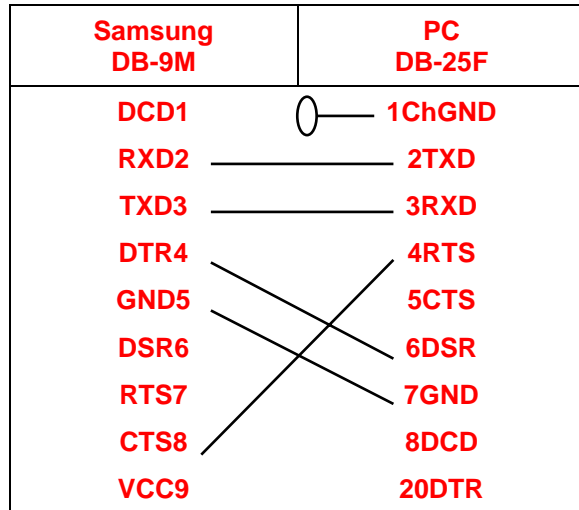 Samsung PC
DB-9M DB-25F
DCD1 1ChGND
RXD2 2TXD
TXD3 3RXD
DTR4 4RTS
GND5 5CTS
DSR6 6DSR
RTS7 7GND
CTS8 8DCD
VCC9 20DTR